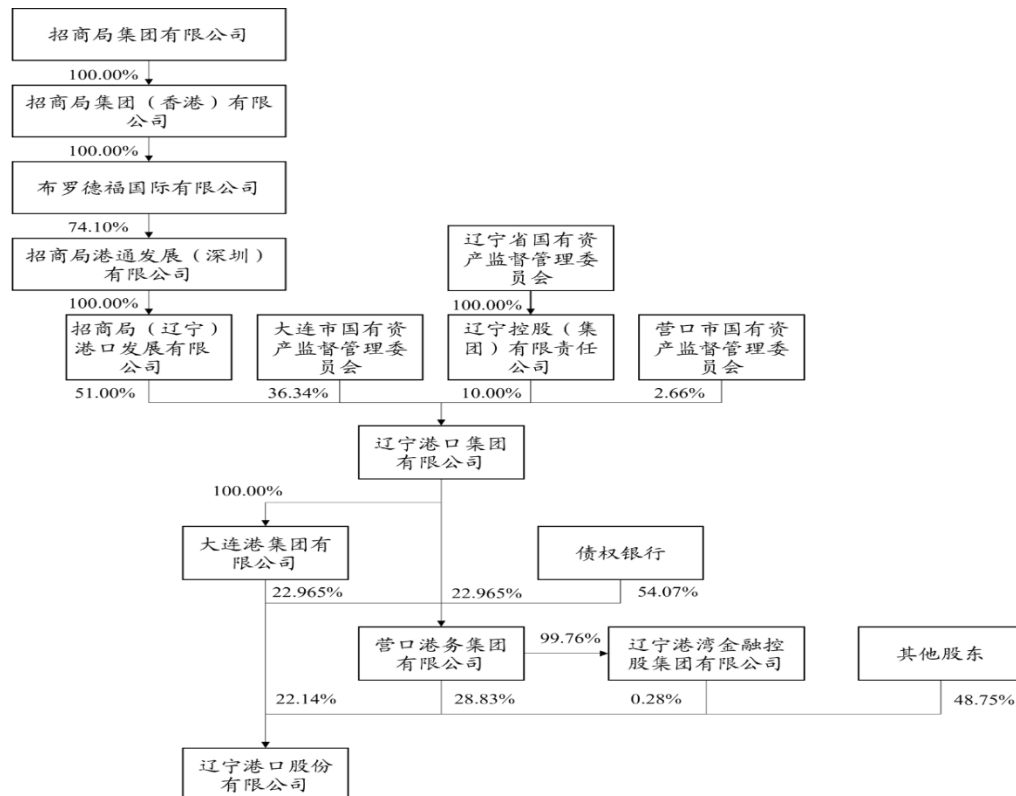 招商局集团有限公司
100.00%
招商局集团（香港）有限
公司
100.00%
布罗德福国际有限公司
74.10%
招商局港通发展（深圳）
有限公司
辽宁省国有资
产监督管理委
员会
100.00%
100.00%
招商局（辽宁）
港口发展有限
公司
大连市国有资
产监督管理委
员会
辽宁控股（集
团）有限责任
公司
营口市国有资
产监督管理委
员会
51.00%
36.34%
10.00%
2.66%
辽宁港口集团
有限公司
100.00%
大连港集团有
限公司
债权银行
22.965%
22.965%
54.07%
营口港务集团
有限公司
99.76%
辽宁港湾金融控
股集团有限公司
其他股东
22.14%
28.83%
0.28%
48.75%
辽宁港口股份
有限公司